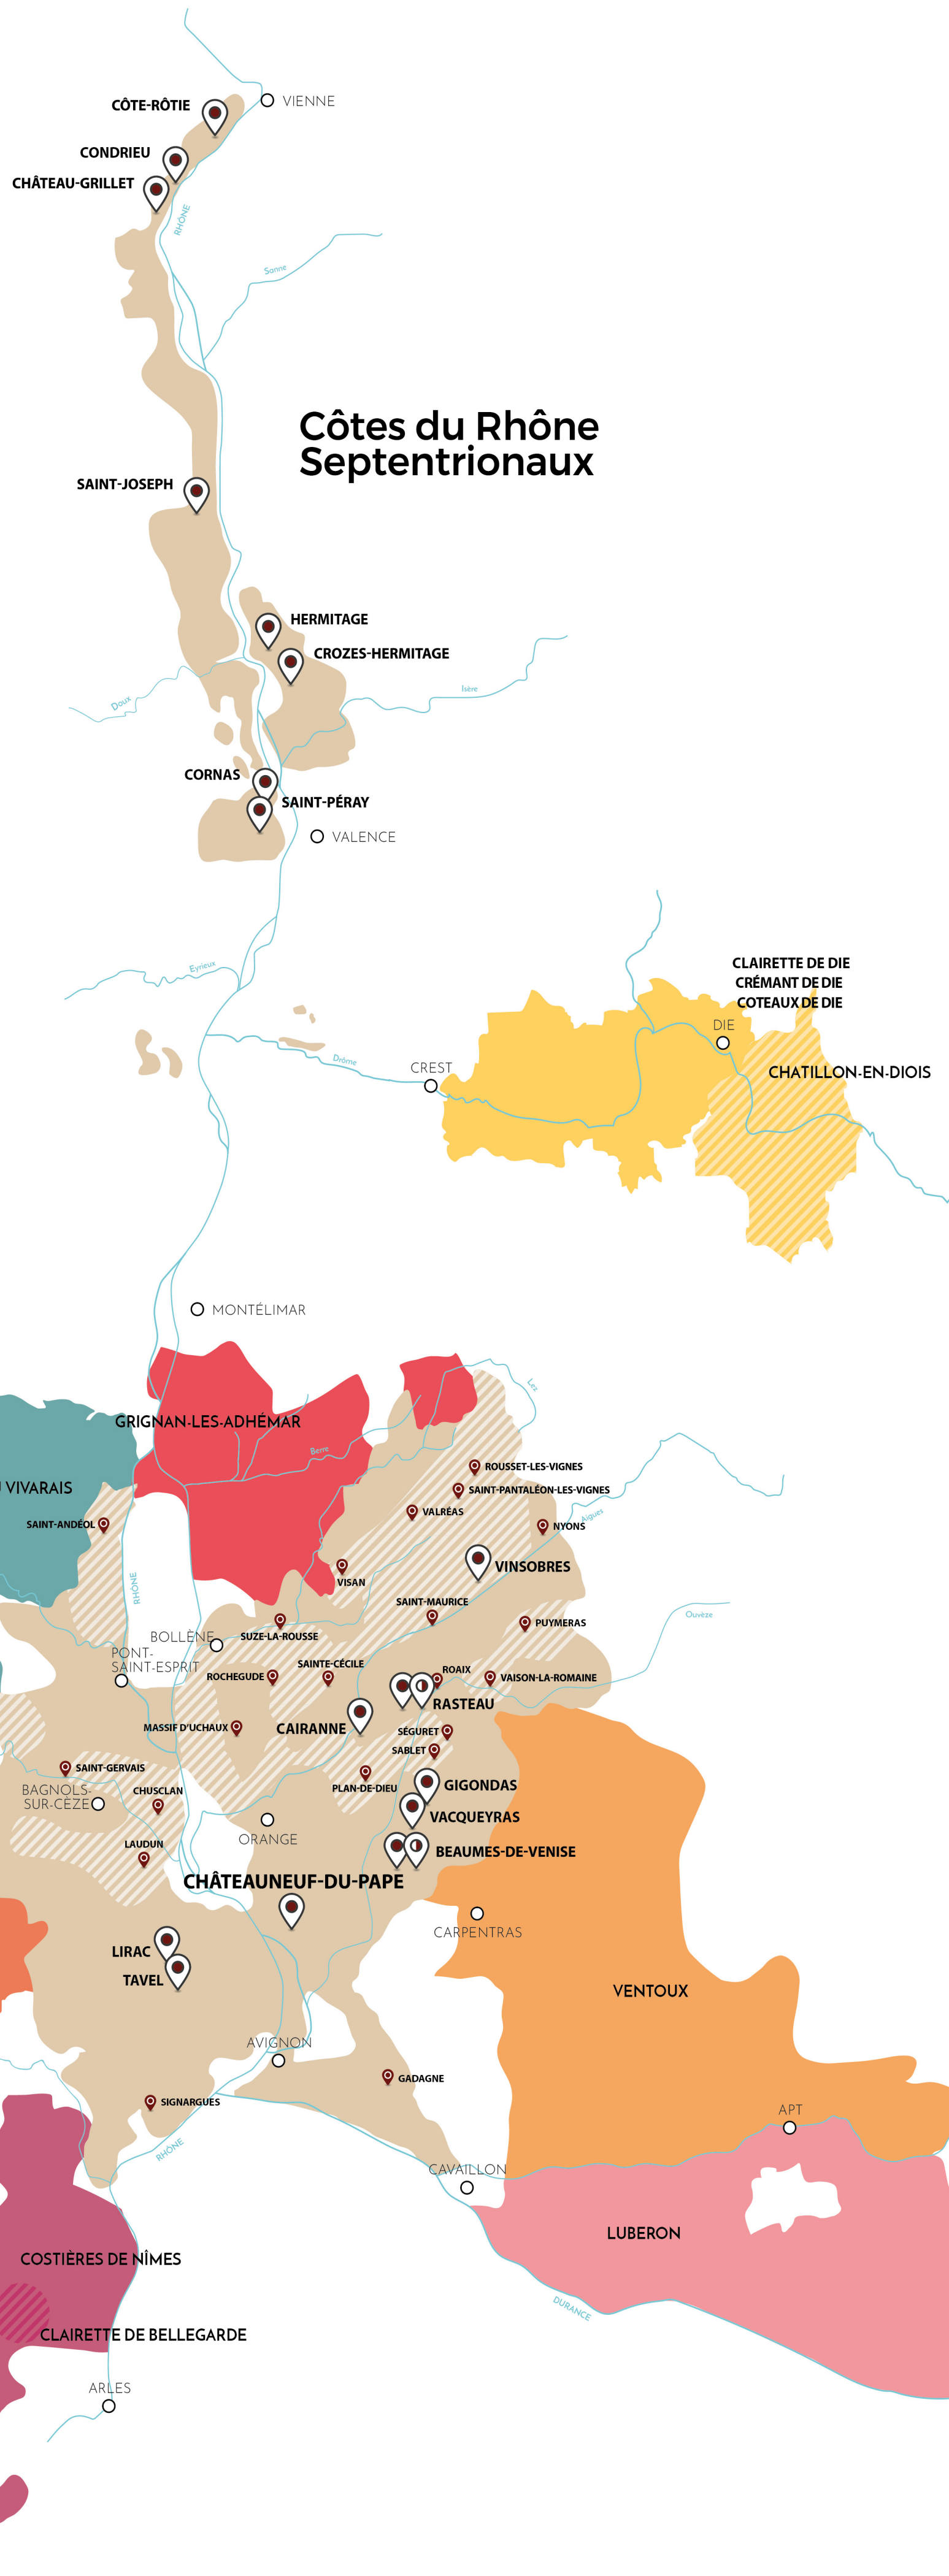 CÔTE-RÔTIE
VIENNE
CONDRIEU
CHÂTEAU-GRILLET
RHÔNE
Sonne
Côtes du Rhône
Septentrionaux
SAINT-JOSEPH
HERMITAGE
CROZES-HERMITAGE
Isère
Doux
CORNAS
SAINT-PÉRAY
VALENCE
Eyrieux
CLAIRETTE DE DIE
CRÉMANT DE DIE
COTEAUX DE DIE
DIE
Drôme
CREST
CHATILLON-EN-DIOIS
MONTÉLIMAR
Lez
GRIGNAN-LES-ADHÉMAR
Berre
ROUSSET-LES-VIGNES
VIVARAIS
SAINT-PANTALÉON-LES-VIGNES
VALRÉAS
Aigues
SAINT-ANDÉOL
NYONS
VINSOBRES
VISAN
RHÔNE
SAINT-MAURICE
Ouvèze
PUYMERAS
SUZE-LA-ROUSSE
BOLLÈNE
PONT-
SAINT-ESPRIT
SAINTE-CÉCILE
ROAIX
ROCHEGUDE
VAISON-LA-ROMAINE
RASTEAU
MASSIF D'UCHAUX
CAIRANNE
SÉGURET
SABLET
SAINT-GERVAIS
PLAN-DE-DIEU
GIGONDAS
BAGNOLS-
SUR-CÈZE
CHUSCLAN
VACQUEYRAS
ORANGE
LAUDUN
BEAUMES-DE-VENISE
CHÂTEAUNEUF-DU-PAPE
CARPENTRAS
LIRAC
TAVEL
VENTOUX
AVIGNON
GADAGNE
SIGNARGUES
APT
RHÔNE
CAVAILLON
LUBERON
COSTIÈRES DE NÎMES
DURANCE
CLAIRETTE DE BELLEGARDE
ARLES